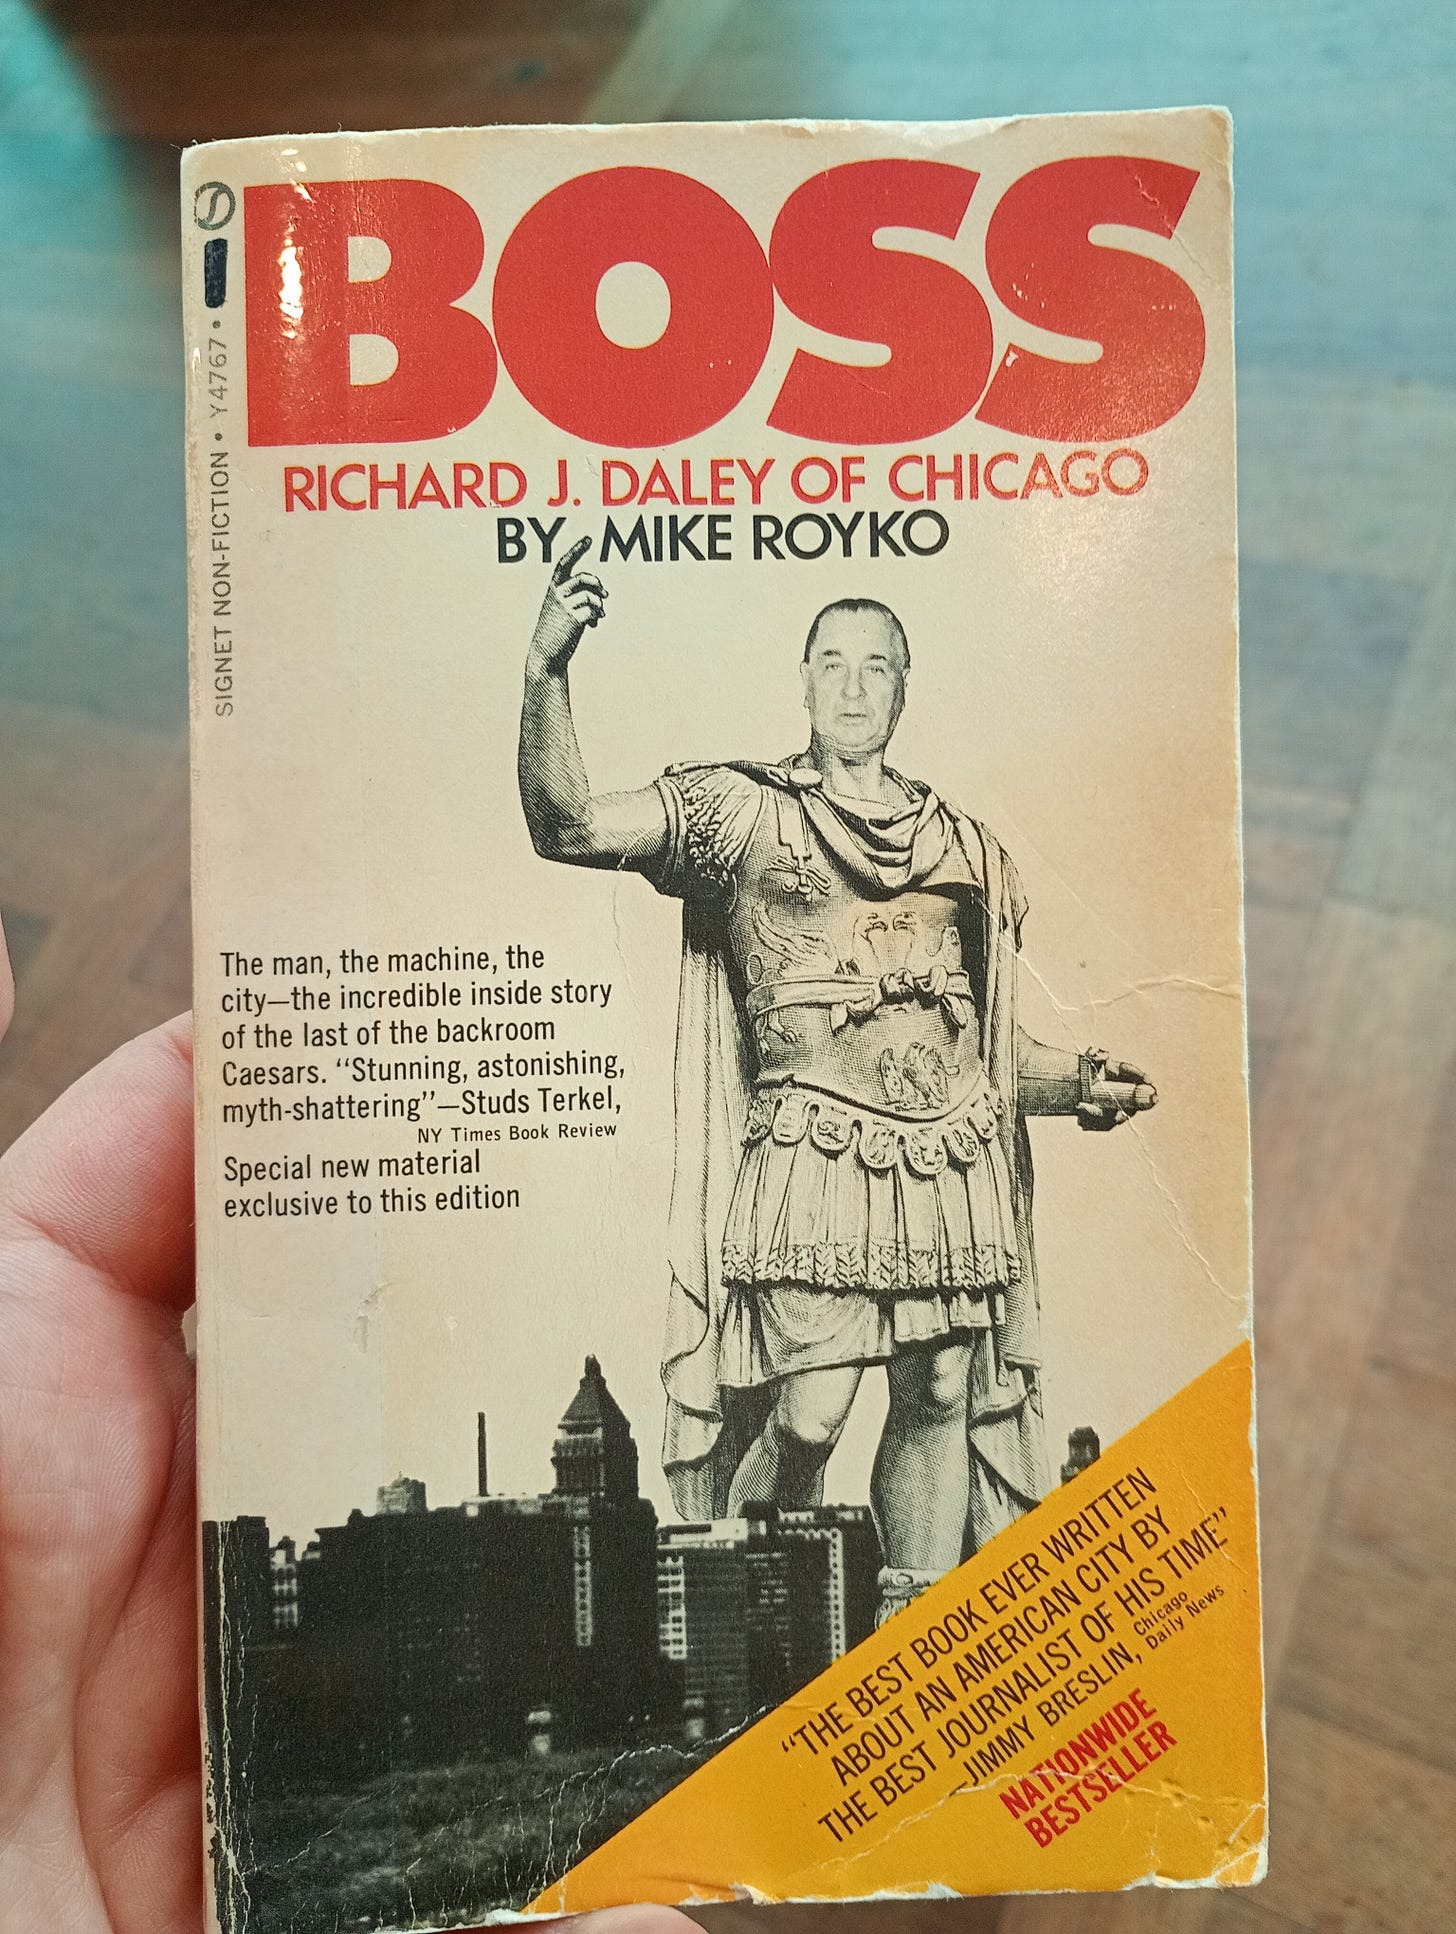 BOSS
RICHARD J. DALEY OF CHICAGO
BY MIKE ROYKO
SIGNET NON-FICTION • Y4767 •
The man, the machine, the
city—the incredible inside story
of the last of the backroom
Caesars. “Stunning, astonishing,
myth-shattering”—Studs Terkel,
NY Times Book Review
Special new material
exclusive to this edition
“THE BEST BOOK EVER WRITTEN
ABOUT AN AMERICAN CITY BY
THE BEST JOURNALIST OF HIS TIME”
—JIMMY BRESLIN, Chicago
Daily News
NATIONWIDE
BESTSELLER